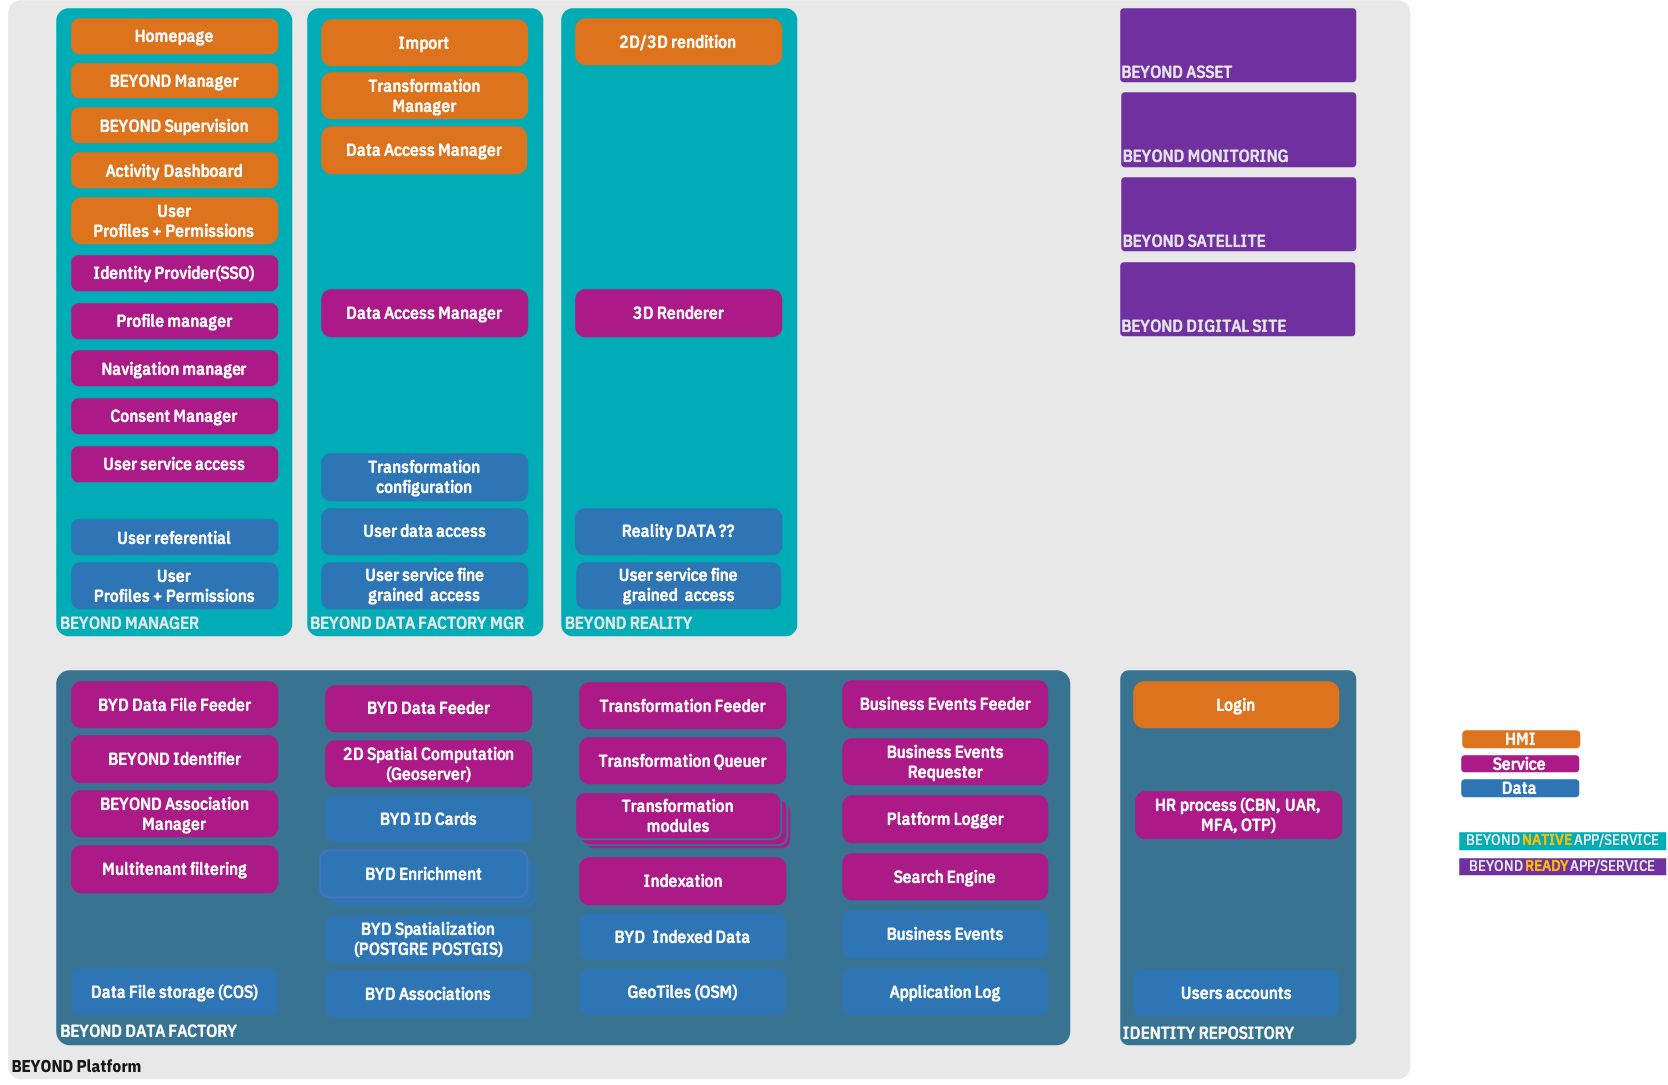 Homepage
BEYOND Manager
BEYOND Supervision
Activity Dashboard
User
Profiles + Permissions
Identity Provider(SSO)
Profile manager
Navigation manager
Consent Manager
User service access
User referential
User
Profiles + Permissions
BEYOND MANAGER
Import
Transformation
Manager
Data Access Manager
Data Access Manager
Transformation
configuration
User data access
User service fine
grained access
BEYOND DATA FACTORY MGR
2D/3D rendition
3D Renderer
Reality DATA ??
User service fine
grained access
BEYOND REALITY
BEYOND ASSET
BEYOND MONITORING
BEYOND SATELLITE
BEYOND DIGITAL SITE
BYD Data File Feeder
BEYOND Identifier
BEYOND Association
Manager
Multitenant filtering
Data File storage (COS)
BYD Data Feeder
2D Spatial Computation
(Geoserver)
BYD ID Cards
BYD Enrichment
BYD Spatialization
(POSTGRE POSTGIS)
BYD Associations
Transformation Feeder
Transformation Queuer
Transformation
modules
Indexation
BYD Indexed Data
GeoTiles (OSM)
Business Events Feeder
Business Events
Requester
Platform Logger
Search Engine
Business Events
Application Log
BEYOND DATA FACTORY
Login
HR process (CBN, UAR,
MFA, OTP)
Users accounts
IDENTITY REPOSITORY
BEYOND Platform
HMI
Service
Data
BEYOND NATIVE APP/SERVICE
BEYOND READY APP/SERVICE